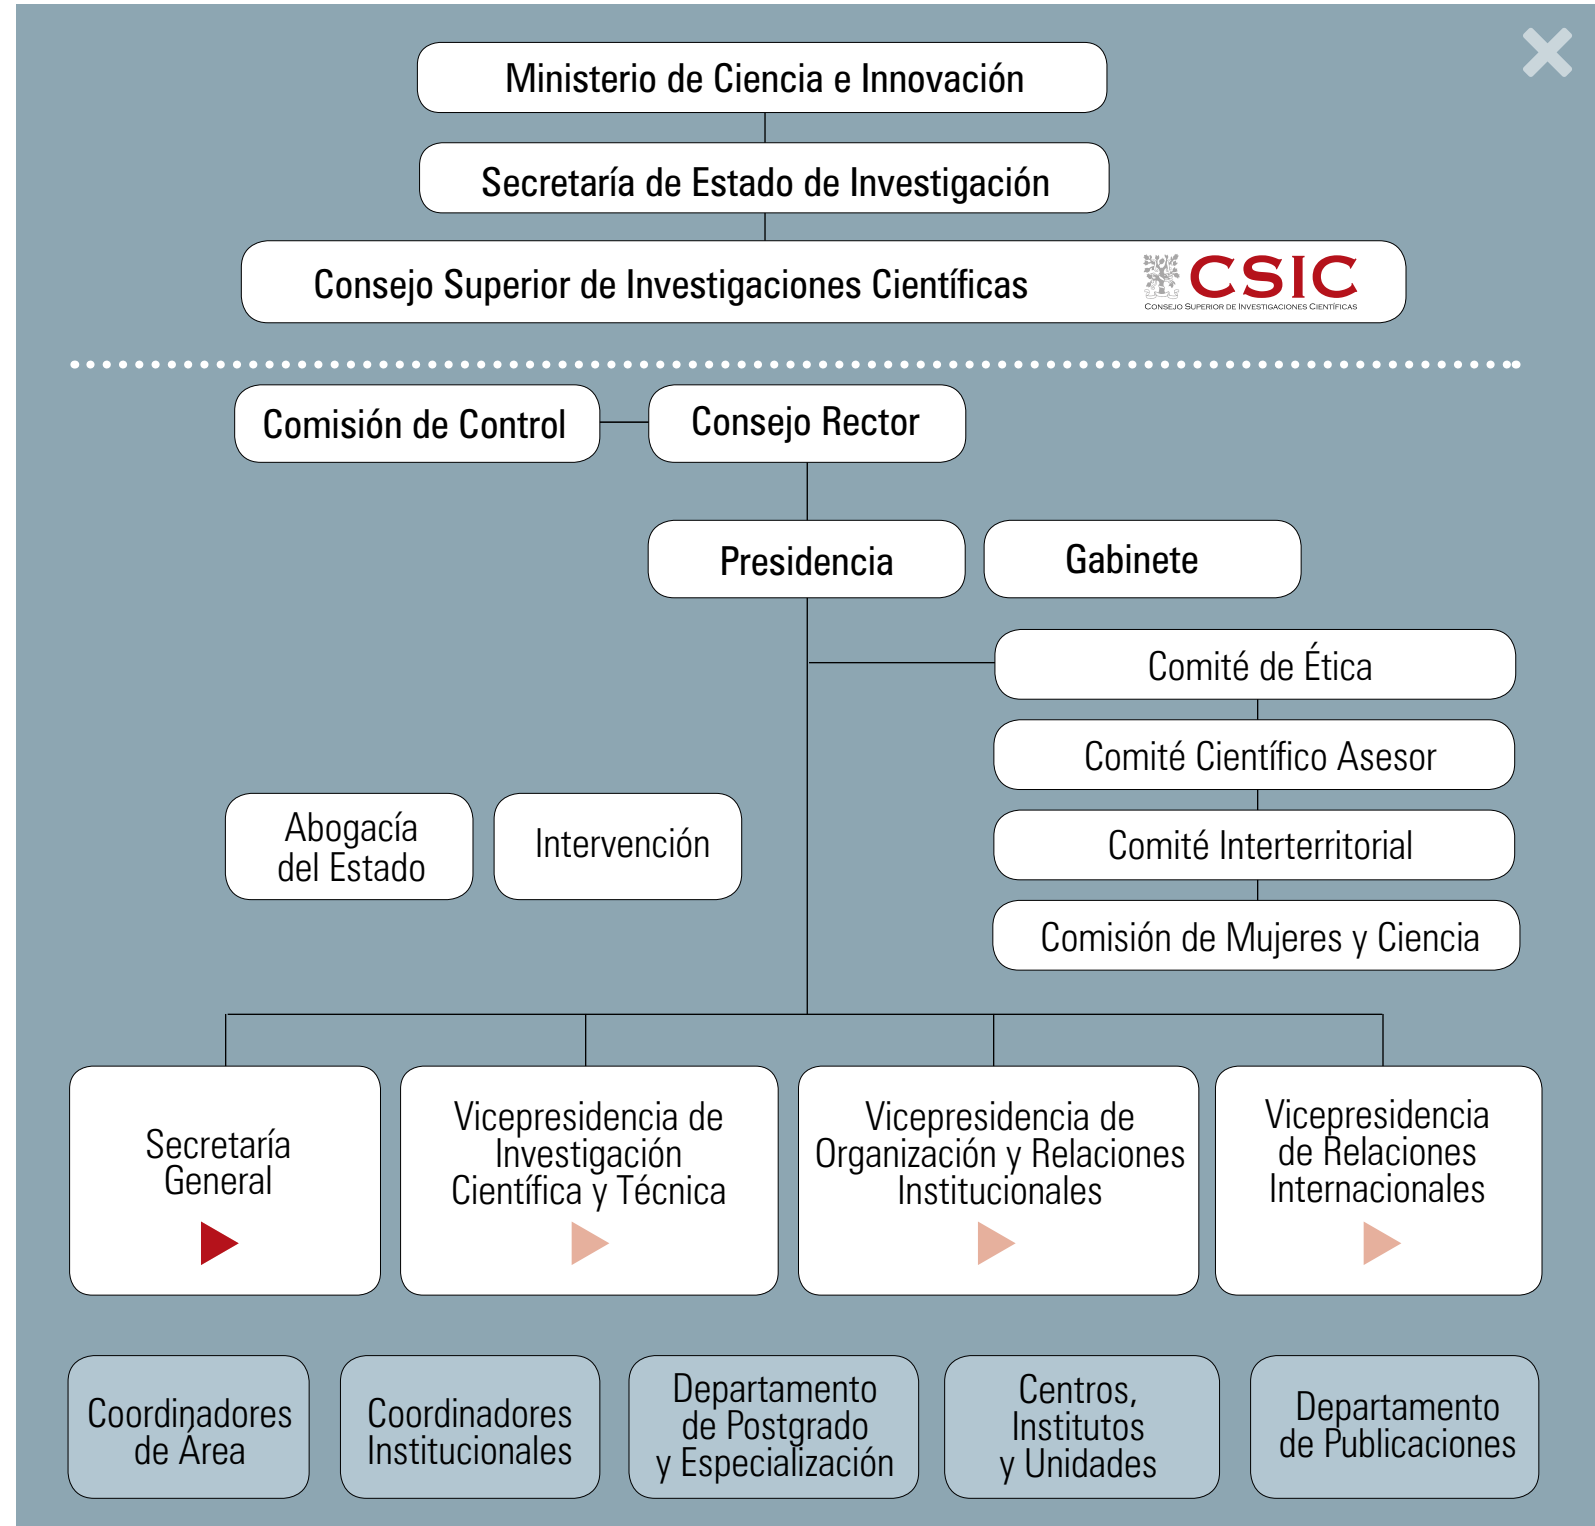 Ministerio de Ciencia e Innovación
Secretaría de Estado de Investigación
Consejo Superior de Investigaciones Científicas
CSIC
CONSEJO SUPERIOR DE INVESTIGACIONES CIENTÍFICAS
Comisión de Control
Consejo Rector
Presidencia
Gabinete
Comité de Ética
Comité Científico Asesor
Abogacía
del Estado
Intervención
Comité Interterritorial
Comisión de Mujeres y Ciencia
Secretaría
General
Vicepresidencia de
Investigación
Científica y Técnica
Vicepresidencia de
Organización y Relaciones
Institucionales
Vicepresidencia
de Relaciones
Internacionales
Coordinadores
de Área
Coordinadores
Institucionales
Departamento
de Postgrado
y Especialización
Centros,
Institutos
y Unidades
Departamento
de Publicaciones